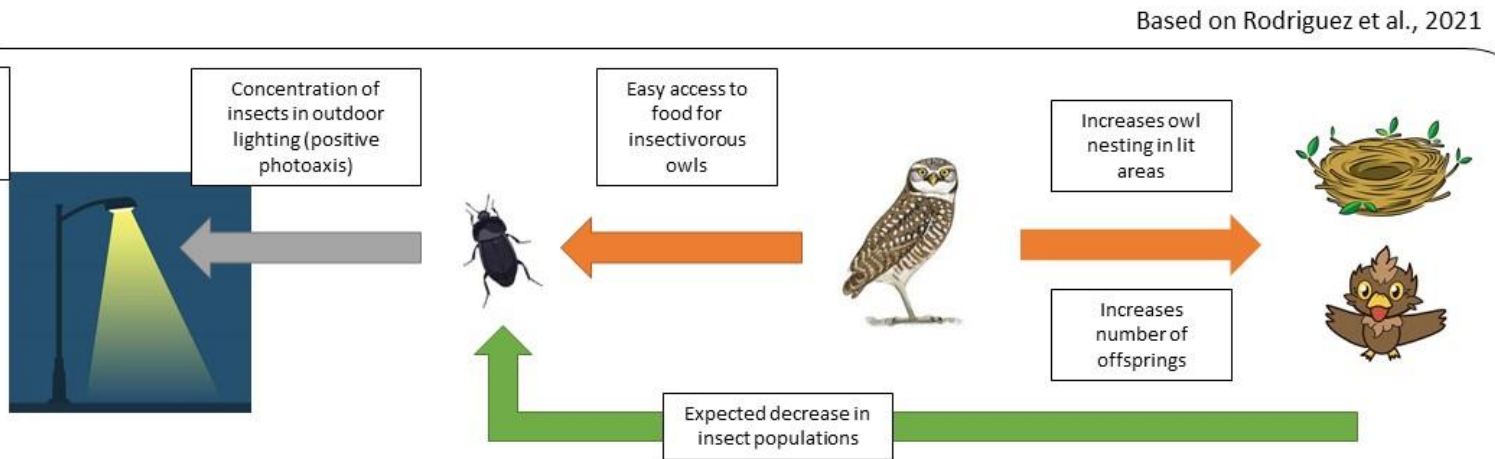 Based on Rodriguez et al., 2021
Concentration of
insects in outdoor
lighting (positive
photoaxis)
Easy access to
food for
insectivorous
owls
Increases owl
nesting in lit
areas
Increases
number of
offsprings
Expected decrease in
insect populations